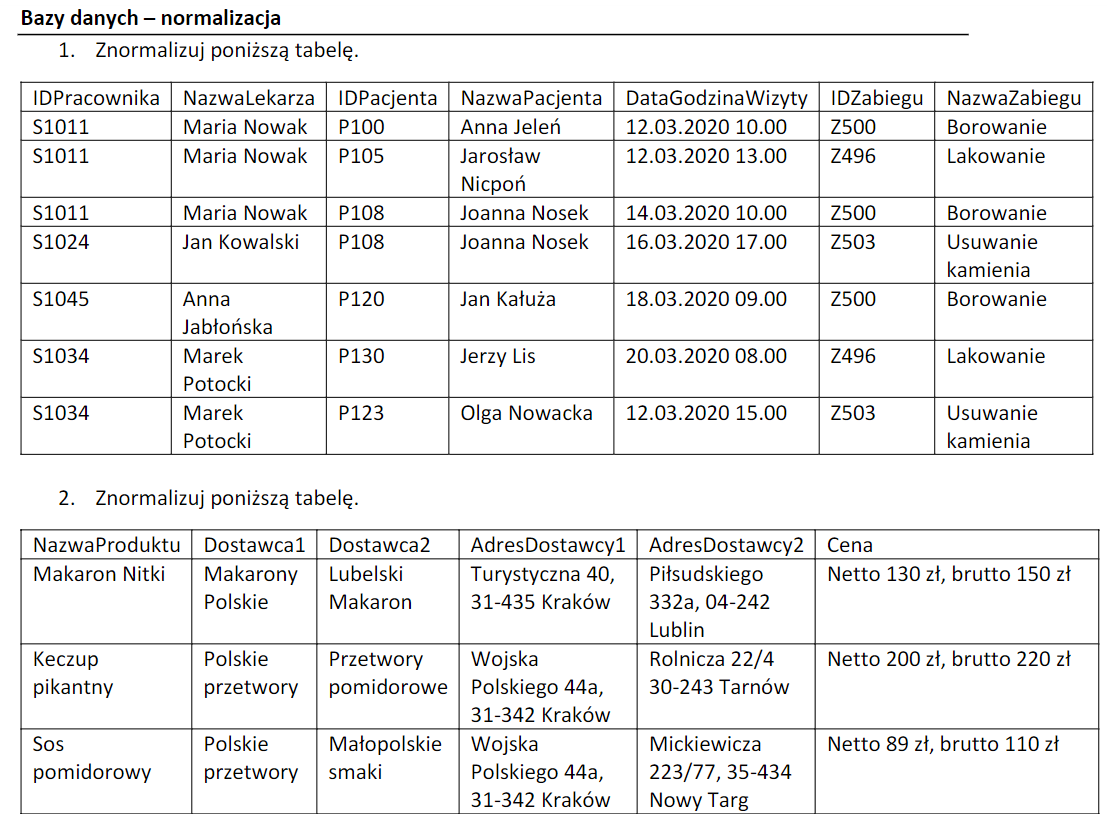 Bazy danych – normalizacja
1. Znormalizuj poniższą tabelę.
IDPracownika NazwaLekarza IDPacjenta NazwaPacjenta DataGodzinaWizyty IDZabiegu NazwaZabiegu
S1011 Maria Nowak P100 Anna Jeleń 12.03.2020 10.00 Z500 Borowanie
S1011 Maria Nowak P105 Jarosław 12.03.2020 13.00 Z496 Lakowanie
Nicpoń
S1011 Maria Nowak P108 Joanna Nosek 14.03.2020 10.00 Z500 Borowanie
S1024 Jan Kowalski P108 Joanna Nosek 16.03.2020 17.00 Z503 Usuwanie
kamienia
S1045 Anna P120 Jan Kałuża 18.03.2020 09.00 Z500 Borowanie
Jabłońska
S1034 Marek P130 Jerzy Lis 20.03.2020 08.00 Z496 Lakowanie
Potocki
S1034 Marek P123 Olga Nowacka 12.03.2020 15.00 Z503 Usuwanie
Potocki kamienia
2. Znormalizuj poniższą tabelę.
NazwaProduktu Dostawca1 Dostawca2 AdresDostawcy1 AdresDostawcy2 Cena
Makaron Nitki Makarony Lubelski Turystyczna 40, Piłsudskiego Netto 130 zł, brutto 150 zł
Polskie Makaron 31-435 Kraków 332a, 04-242
Lublin
Keczup Polskie Przetwory Wojska Rolnicza 22/4 Netto 200 zł, brutto 220 zł
pikantny przetwory pomidorowe Polskiego 44a, 30-243 Tarnów
31-342 Kraków
Sos Polskie Małopolskie Wojska Mickiewicza Netto 89 zł, brutto 110 zł
pomidorowy przetwory smaki Polskiego 44a, 223/77, 35-434
31-342 Kraków Nowy Targ